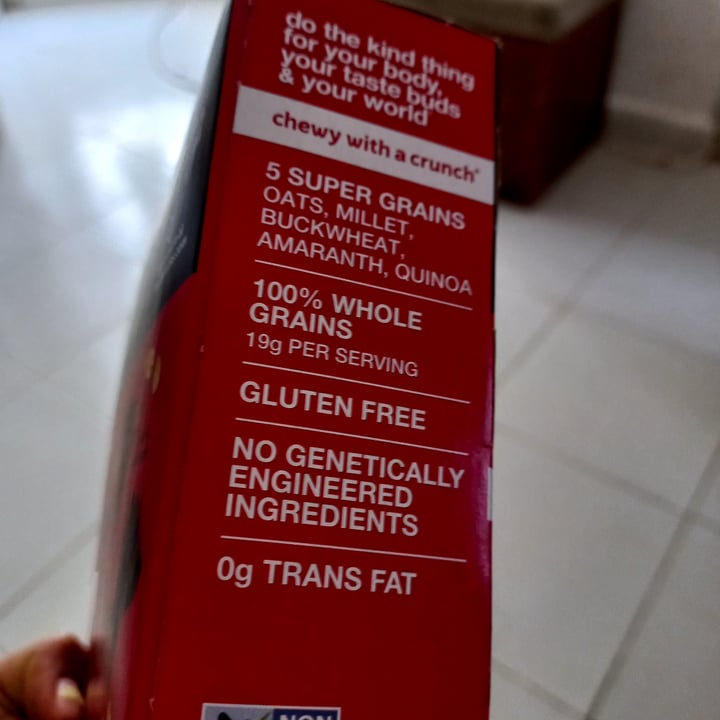 do the kind thing
for your body,
your taste buds
& your world
chewy with a crunch®
5 SUPER GRAINS
OATS, MILLET,
BUCKWHEAT,
AMARANTH, QUINOA
100% WHOLE
GRAINS
19g PER SERVING
GLUTEN FREE
NO GENETICALLY
ENGINEERED
INGREDIENTS
0g TRANS FAT
NON